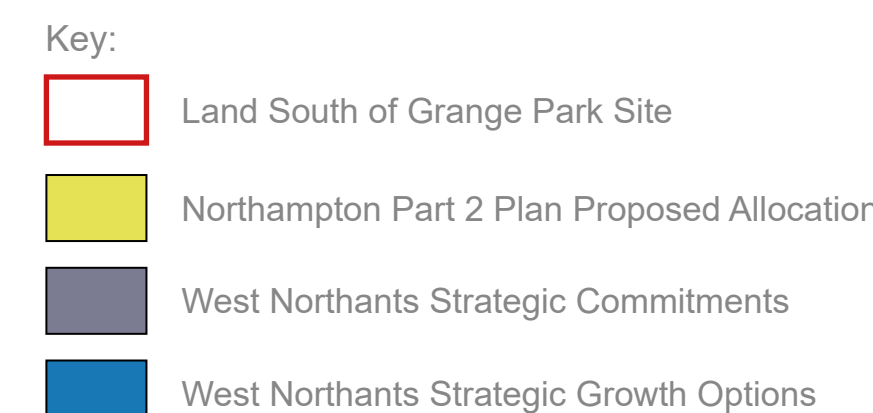 Key:
Land South of Grange Park Site
Northampton Part 2 Plan Proposed Allocation
West Northants Strategic Commitments
West Northants Strategic Growth Options